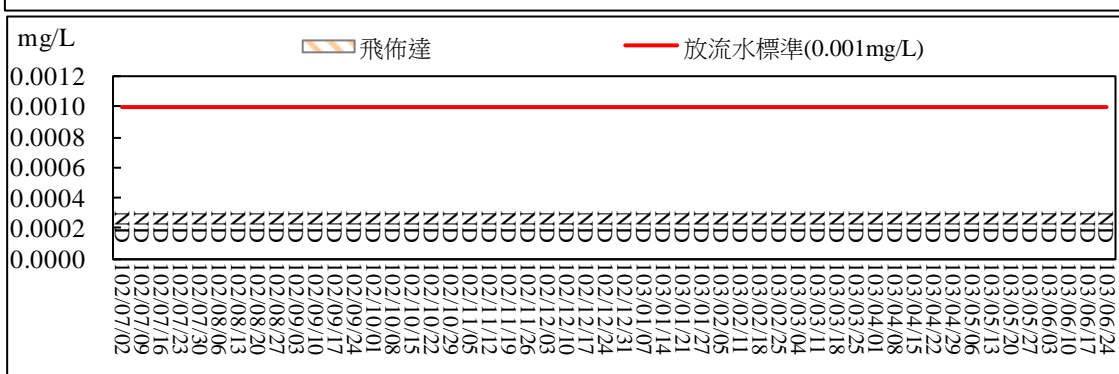 mg/L
飛佈達
放流水標準(0.001mg/L)
0.0012
0.0010
0.0008
0.0006
0.0004
0.0002
0.0000
ND ND ND ND ND ND ND ND ND ND ND ND ND ND ND ND ND ND ND ND ND ND ND ND ND ND ND ND ND ND ND ND ND ND ND ND ND ND ND ND ND ND ND ND ND ND ND ND ND ND ND ND
102/07/02 102/07/09 102/07/16 102/07/23 102/07/30 102/08/06 102/08/13 102/08/20 102/08/27 102/09/03 102/09/10 102/09/17 102/09/24 102/10/01 102/10/08 102/10/15 102/10/22 102/10/29 102/11/05 102/11/12 102/11/19 102/11/26 102/12/03 102/12/10 102/12/17 102/12/24 102/12/31 103/01/07 103/01/14 103/01/21 103/01/27 103/02/05 103/02/11 103/02/18 103/02/25 103/03/04 103/03/11 103/03/18 103/03/25 103/04/01 103/04/08 103/04/15 103/04/22 103/04/29 103/05/06 103/05/13 103/05/20 103/05/27 103/06/03 103/06/10 103/06/17 103/06/24